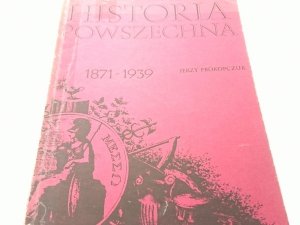 HISTORIA
POWSZECHNA
1871-1939
JERZY PROKOPCZUK